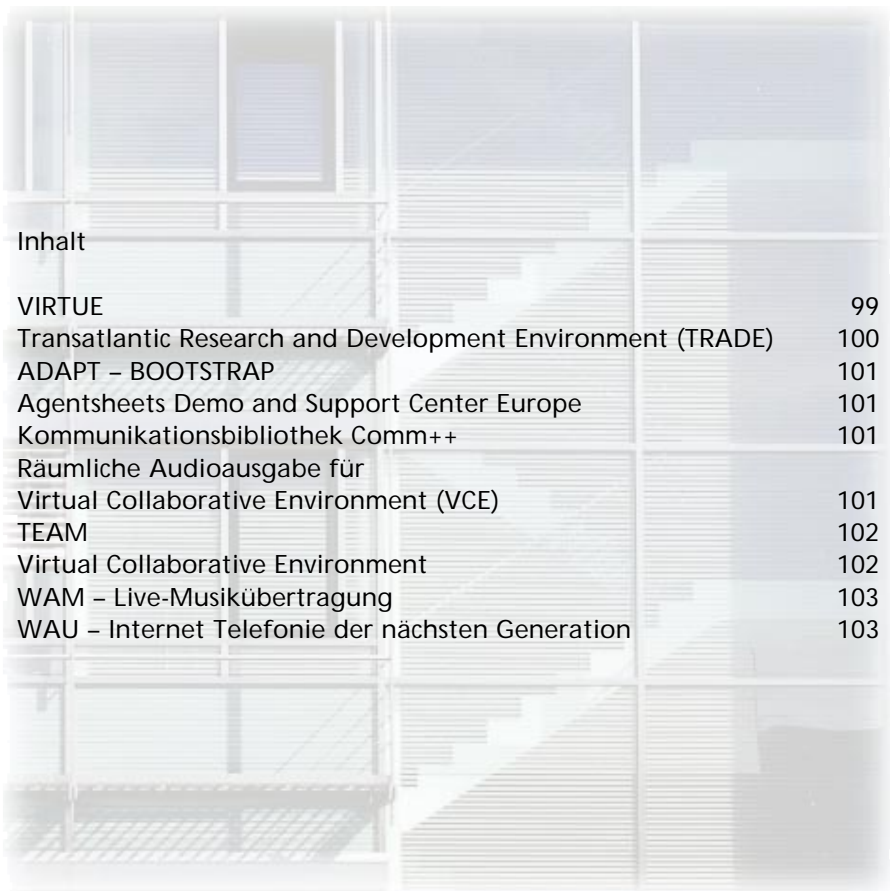 Inhalt
VIRTUE 99
Transatlantic Research and Development Environment (TRADE) 100
ADAPT – BOOTSTRAP 101
Agentsheets Demo and Support Center Europe 101
Kommunikationsbibliothek Comm++ 101
Räumliche Audioausgabe für
Virtual Collaborative Environment (VCE) 101
TEAM 102
Virtual Collaborative Environment 102
WAM – Live-Musikübertragung 103
WAU – Internet Telefonie der nächsten Generation 103